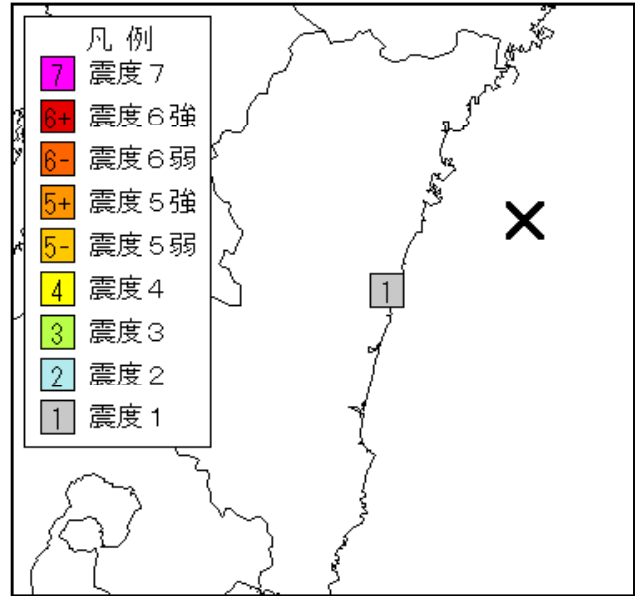 凡 例
7 震度７
6+ 震度６強
6- 震度６弱
5+ 震度５強
5- 震度５弱
4 震度４
3 震度３
2 震度２
1 震度１
1